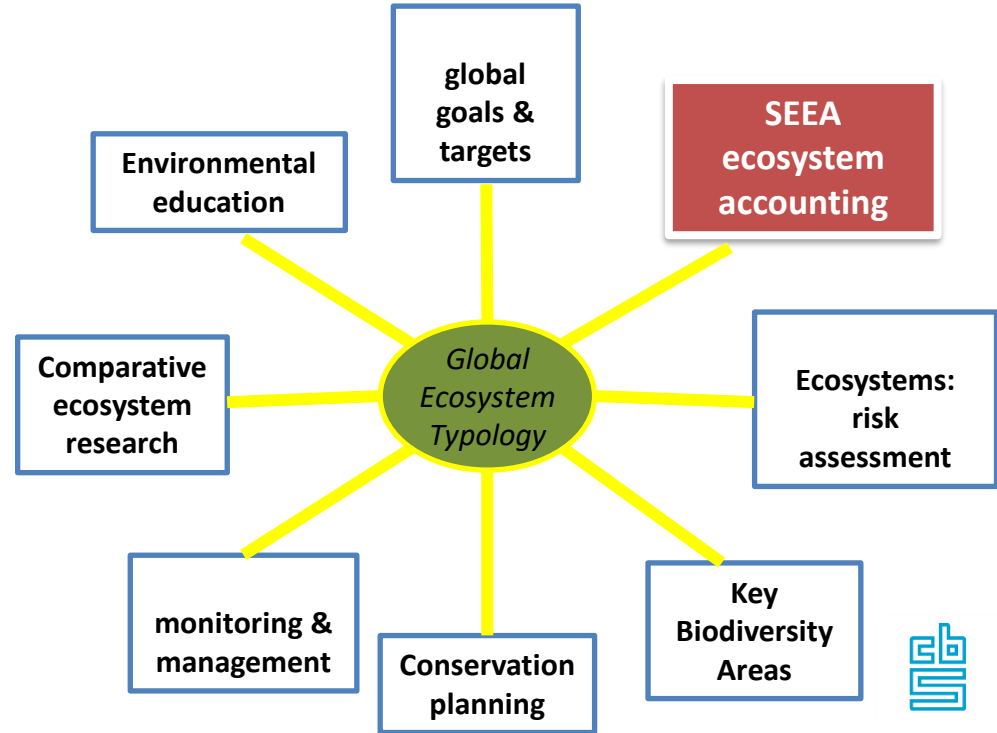 global
goals &
targets
SEEA
ecosystem
accounting
Environmental
education
Global
Ecosystem
Typology
Comparative
ecosystem
research
Ecosystems:
risk
assessment
monitoring &
management
Conservation
planning
Key
Biodiversity
Areas
cbs